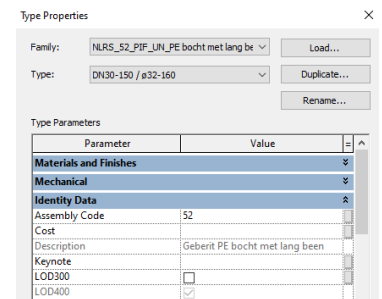 Type Properties
Family: NLRS_52_PIF_UN_PE bocht met lang be Load...
Type: DN30-150 / ø32-160 Duplicate...
Rename...
Type Parameters
Parameter Value =
Materials and Finishes
Mechanical
Identity Data
Assembly Code 52
Cost
Description Geberit PE bocht met lang been
Keynote
LOD300
LOD400